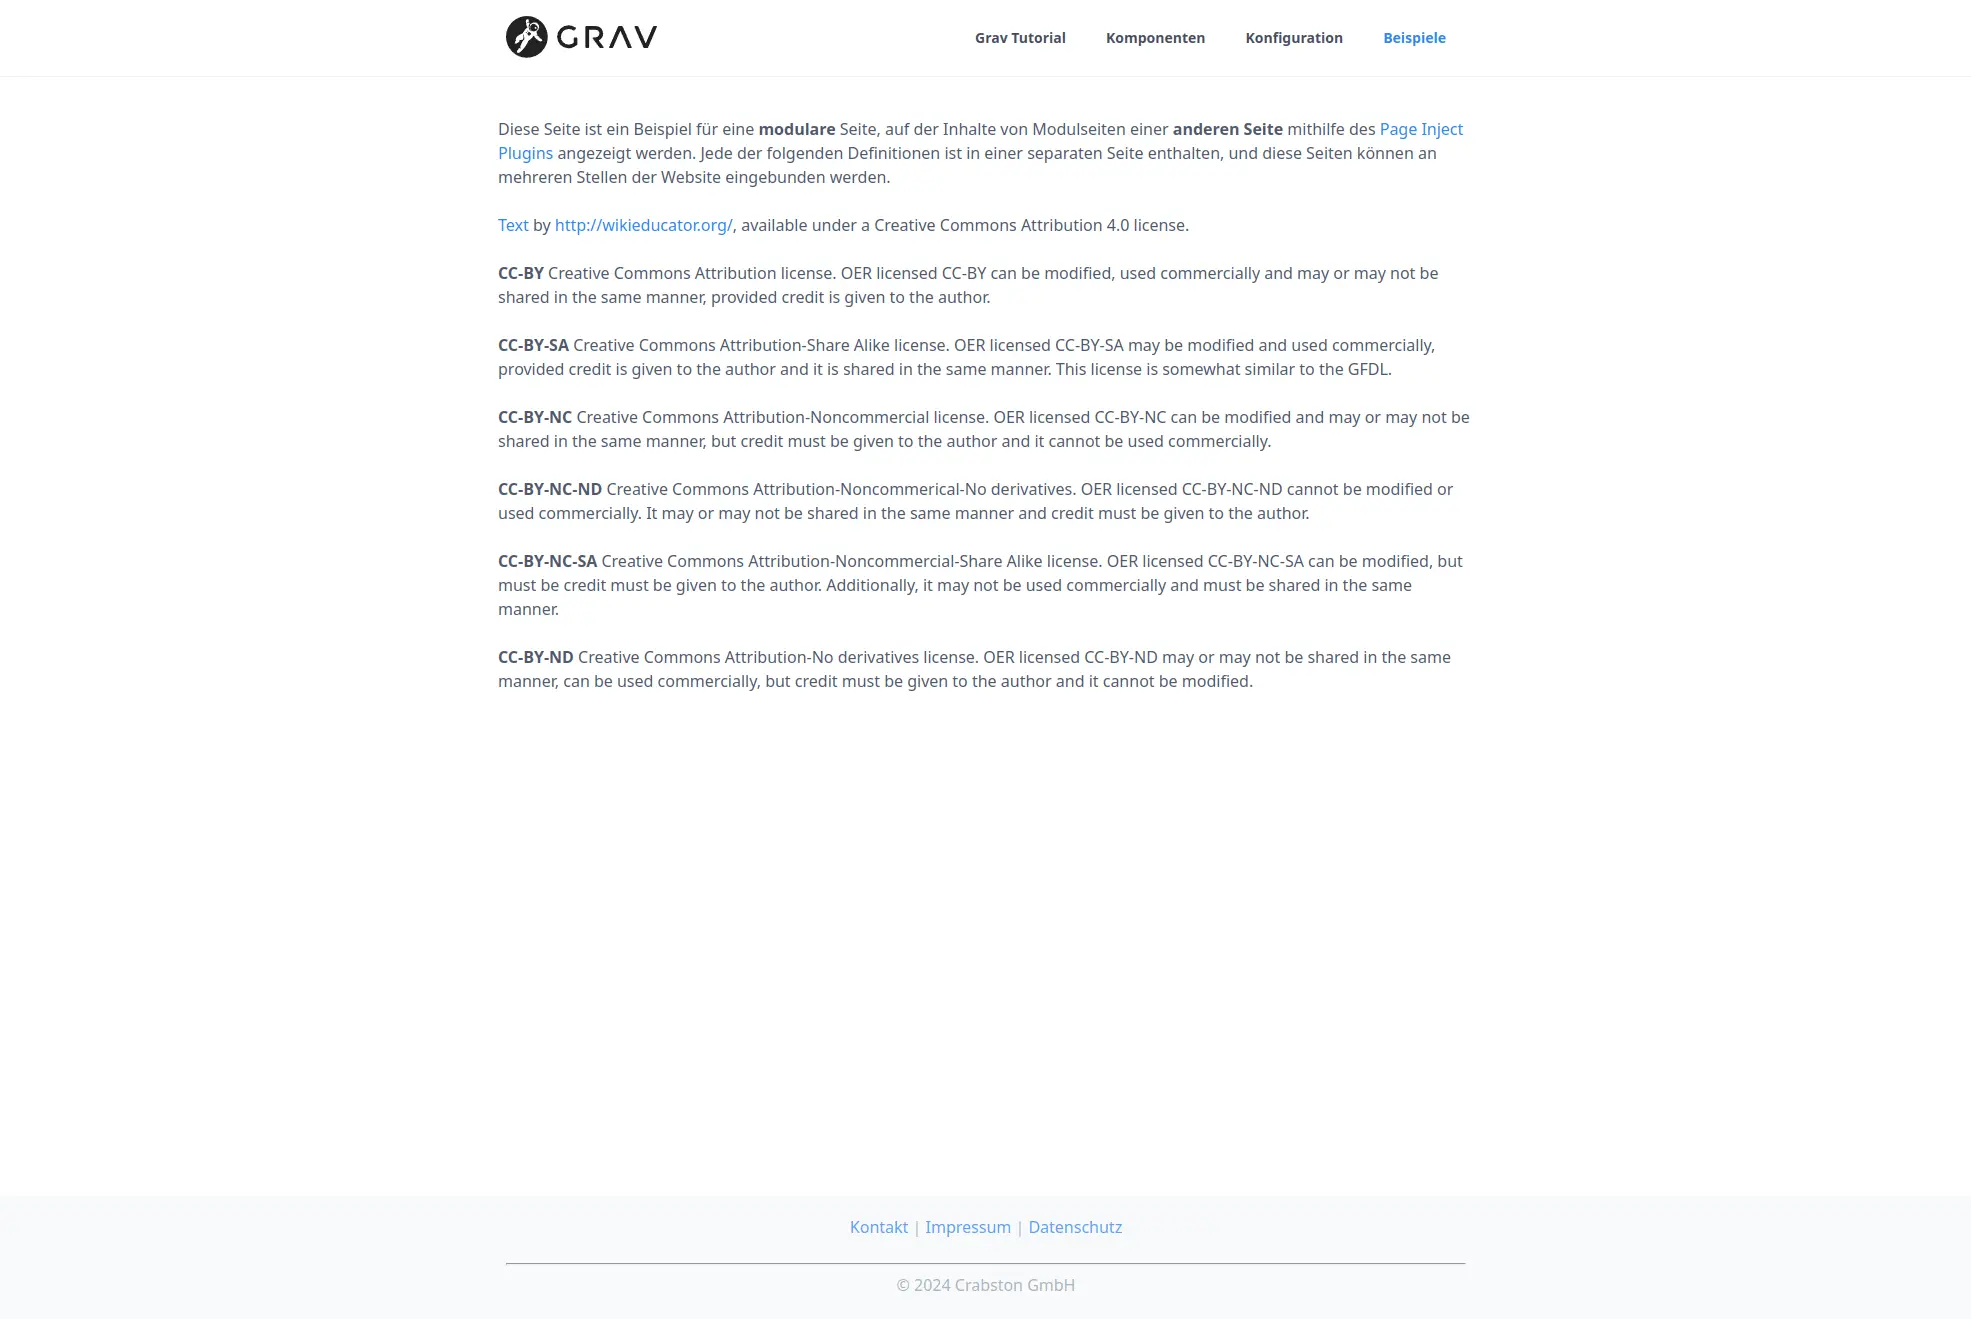 GRAV
Grav Tutorial
Komponenten
Konfiguration
Beispiele
Diese Seite ist ein Beispiel für eine modulare Seite, auf der Inhalte von Modulseiten einer anderen Seite mithilfe des Page Inject
Plugins angezeigt werden. Jede der folgenden Definitionen ist in einer separaten Seite enthalten, und diese Seiten können an
mehreren Stellen der Website eingebunden werden.
Text by http://wikieducator.org/, available under a Creative Commons Attribution 4.0 license.
CC-BY Creative Commons Attribution license. OER licensed CC-BY can be modified, used commercially and may or may not be
shared in the same manner, provided credit is given to the author.
CC-BY-SA Creative Commons Attribution-Share Alike license. OER licensed CC-BY-SA may be modified and used commercially,
provided credit is given to the author and it is shared in the same manner. This license is somewhat similar to the GFDL.
CC-BY-NC Creative Commons Attribution-Noncommercial license. OER licensed CC-BY-NC can be modified and may or may not be
shared in the same manner, but credit must be given to the author and it cannot be used commercially.
CC-BY-NC-ND Creative Commons Attribution-Noncommerical-No derivatives. OER licensed CC-BY-NC-ND cannot be modified or
used commercially. It may or may not be shared in the same manner and credit must be given to the author.
CC-BY-NC-SA Creative Commons Attribution-Noncommercial-Share Alike license. OER licensed CC-BY-NC-SA can be modified, but
must be credit must be given to the author. Additionally, it may not be used commercially and must be shared in the same
manner.
CC-BY-ND Creative Commons Attribution-No derivatives license. OER licensed CC-BY-ND may or may not be shared in the same
manner, can be used commercially, but credit must be given to the author and it cannot be modified.
Kontakt | Impressum | Datenschutz
© 2024 Crabston GmbH